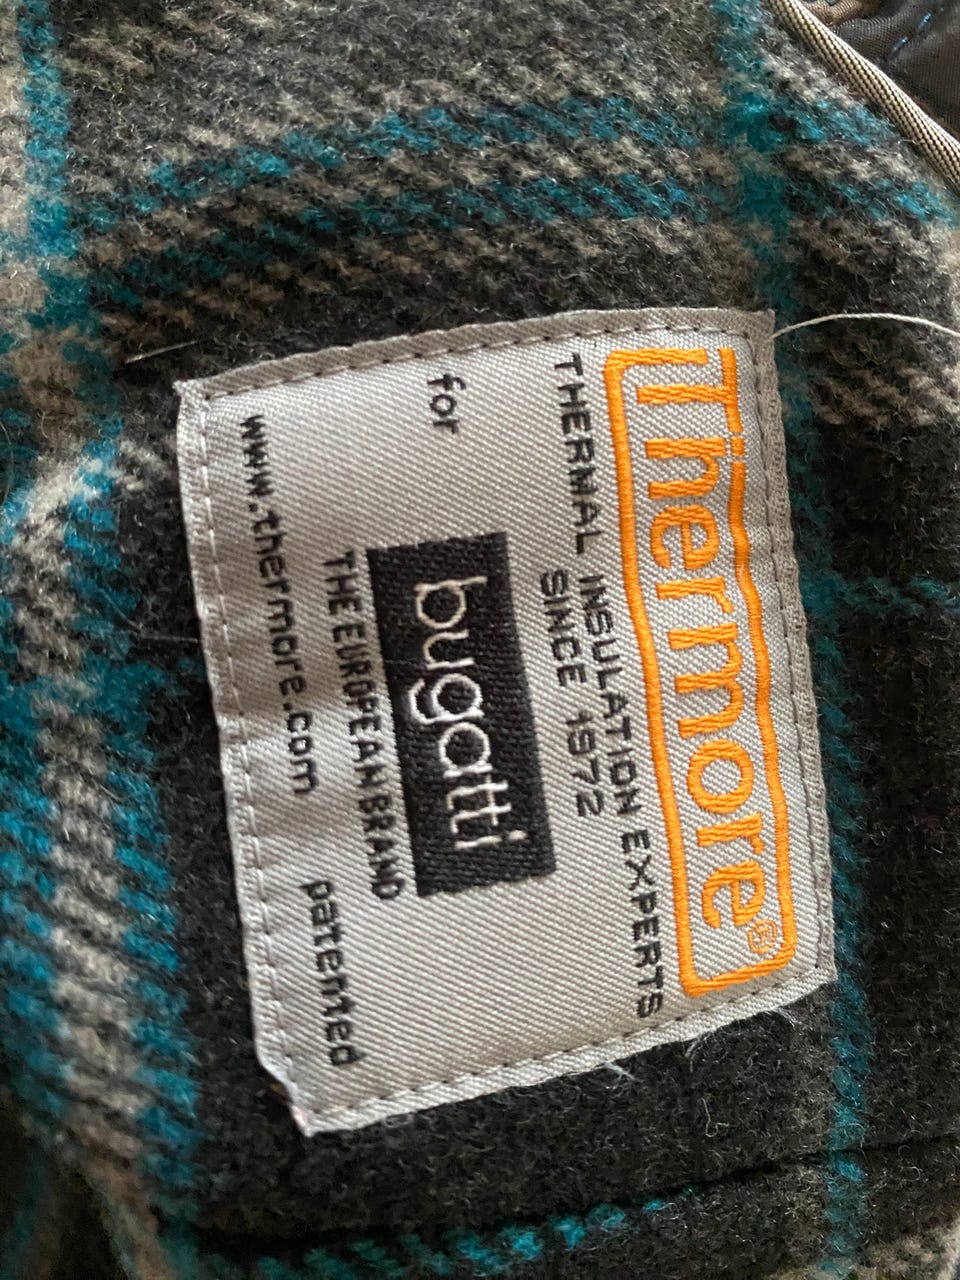 Thermore®
THERMAL INSULATION EXPERTS
SINCE 1972
for
bugatti
THE EUROPEAN BRAND
www.thermore.com patented